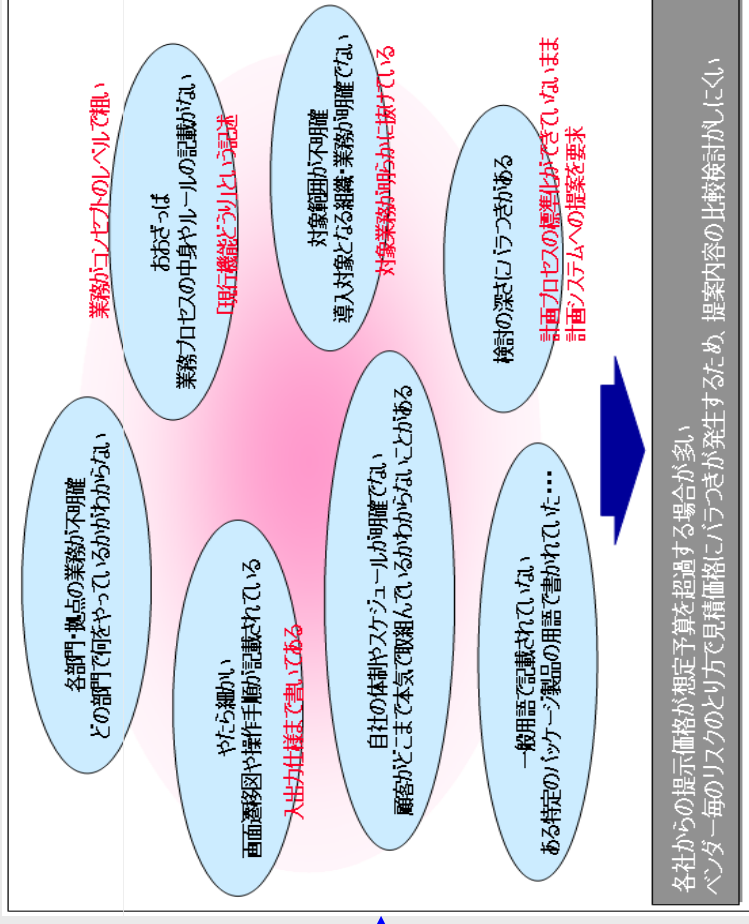 各部門・拠点の業務が不明確
どの部門で何をやっているかがわからない
業務がコンセプトのレベルで粗い
おおざっぱ
業務プロセスの中身やルールの記載がない
「現行機能どうり」という記述
やたら細かい
画面遷移図や操作手順が記載されている
入出力仕様まで書いてある
対象範囲が不明確
導入対象となる組織・業務が明確でない
対象業務が明らかに抜けている
自社の体制やスケジュールが明確でない
顧客がどこまで本気で取組んでいるかわからないことがある
検討の深さにバラつきがある
計画プロセスの標準化ができていないまま
計画システムへの提案を要求
一般用語で記載されていない
ある特定のパッケージ製品の用語で書かれていた・・・
各社からの提示価格が想定予算を超過する場合が多い
ベンダー毎のリスクのとり方で見積価格にバラつきが発生するため、提案内容の比較検討がしにくい